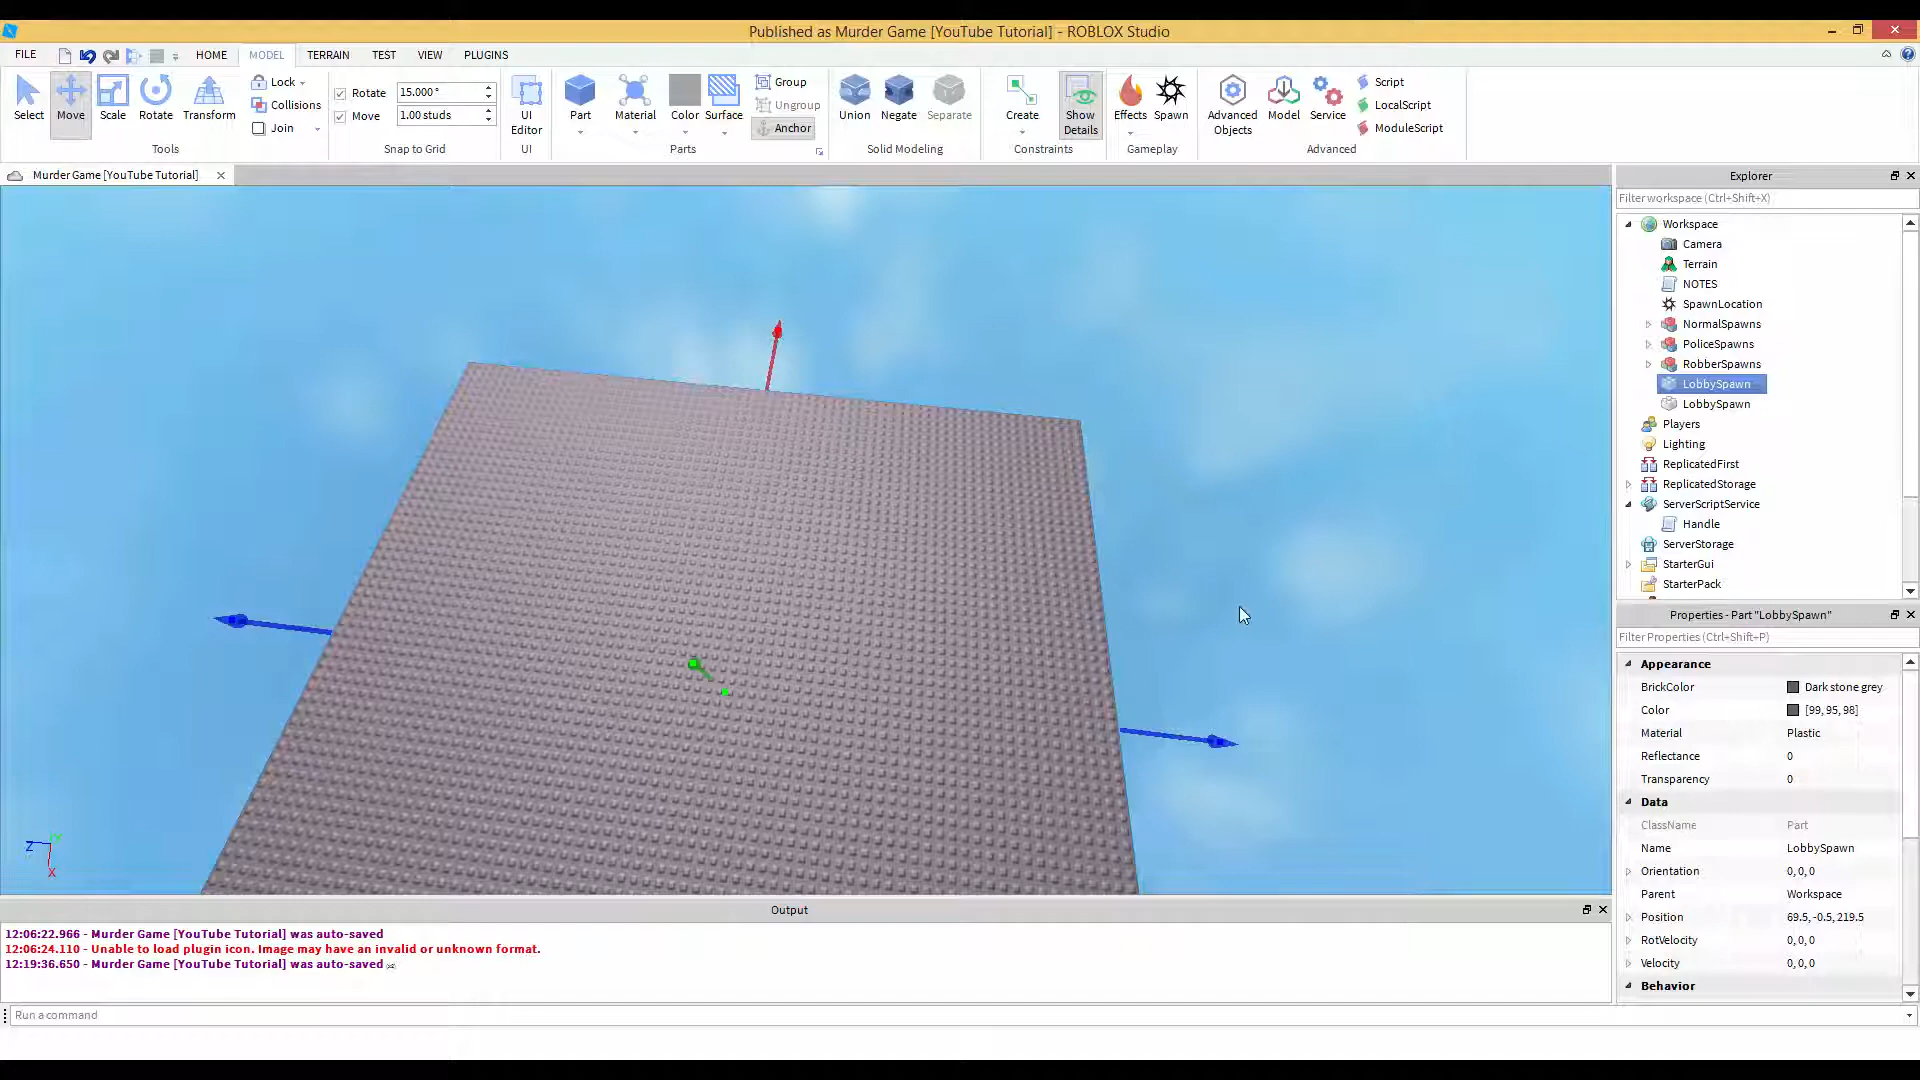 Published as Murder Game [YouTube Tutorial] - ROBLOX Studio
FILE HOME MODEL TERRAIN TEST VIEW PLUGINS
Select Move Scale Rotate Transform
Lock
Collisions
Join
Tools
Rotate 15.000 °
Move 1.00 studs
Snap to Grid
UI Editor
UI
Part Material Color Surface
Group
Ungroup
Anchor
Parts
Union Negate Separate
Solid Modeling
Create Show Details
Constraints
Effects Spawn
Gameplay
Advanced Objects Model Service
Script
LocalScript
ModuleScript
Advanced
Murder Game [YouTube Tutorial]
Explorer
Filter workspace (Ctrl+Shift+X)
Workspace
Camera
Terrain
NOTES
SpawnLocation
NormalSpawns
PoliceSpawns
RobberSpawns
LobbySpawn
LobbySpawn
Players
Lighting
ReplicatedFirst
ReplicatedStorage
ServerScriptService
Handle
ServerStorage
StarterGui
StarterPack
Properties - Part "LobbySpawn"
Filter Properties (Ctrl+Shift+P)
Appearance
BrickColor Dark stone grey
Color [99, 95, 98]
Material Plastic
Reflectance 0
Transparency 0
Data
ClassName Part
Name LobbySpawn
Orientation 0, 0, 0
Parent Workspace
Position 69.5, -0.5, 219.5
RotVelocity 0, 0, 0
Velocity 0, 0, 0
Behavior
Z Y
X
Output
12:06:22.966 - Murder Game [YouTube Tutorial] was auto-saved
12:06:24.110 - Unable to load plugin icon. Image may have an invalid or unknown format.
12:19:36.650 - Murder Game [YouTube Tutorial] was auto-saved
Run a command